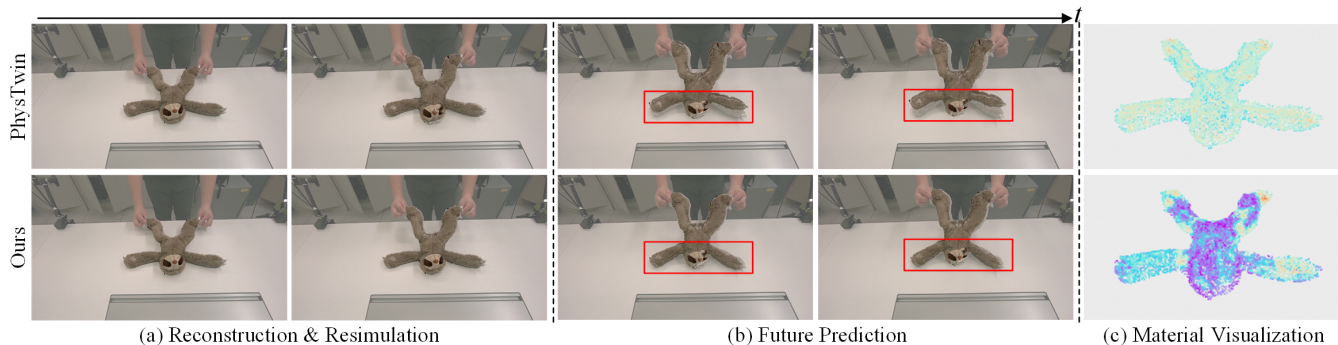 t
PhysTwin
Ours
(a) Reconstruction & Resimulation
(b) Future Prediction
(c) Material Visualization